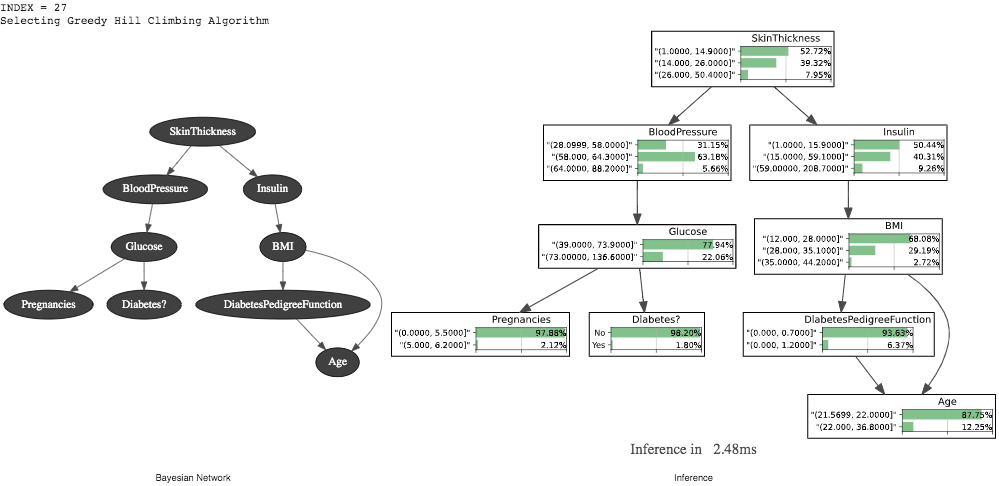 INDEX = 27
Selecting Greedy Hill Climbing Algorithm
SkinThickness
BloodPressure
Insulin
Glucose
BMI
Pregnancies
Diabetes?
DiabetesPedigreeFunction
Age
Bayesian Network
SkinThickness
"(1.0000, 14.9000]" 52.72%
"(14.000, 26.0000]" 39.32%
"(26.000, 50.4000]" 7.95%
BloodPressure
"(28.0999, 58.0000]" 31.15%
"(58.000, 64.3000]" 63.18%
"(64.0000, 88.2000]" 5.66%
Insulin
"(1.0000, 15.9000]" 50.44%
"(15.0000, 59.1000]" 40.31%
"(59.00000, 208.7000]" 9.26%
Glucose
"(39.0000, 73.9000]" 77.94%
"(73.00000, 136.6000]" 22.06%
BMI
"(12.000, 28.0000]" 68.08%
"(28.000, 35.1000]" 29.19%
"(35.0000, 44.2000]" 2.72%
Pregnancies
"(0.0000, 5.5000]" 97.88%
"(5.000, 6.2000]" 2.12%
Diabetes?
No 98.20%
Yes 1.80%
DiabetesPedigreeFunction
"(0.000, 0.7000]" 93.63%
"(0.000, 1.2000]" 6.37%
Age
"(21.5699, 22.0000]" 87.75%
"(22.000, 36.8000]" 12.25%
Inference in 2.48ms
Inference